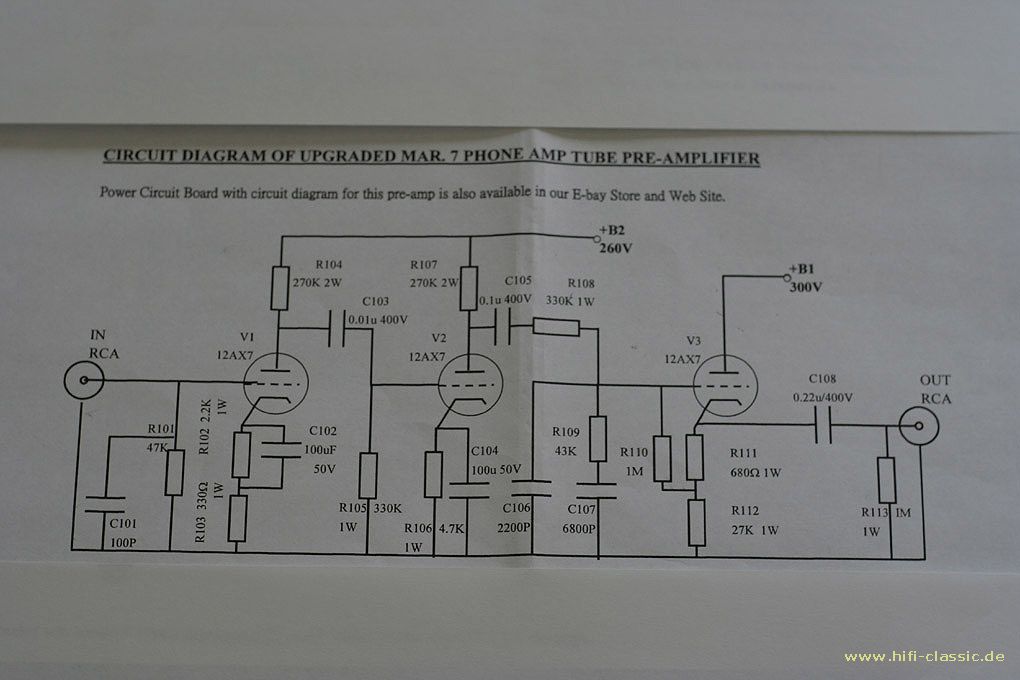 CIRCUIT DIAGRAM OF UPGRADED MAR. 7 PHONE AMP TUBE PRE-AMPLIFIER
Power Circuit Board with circuit diagram for this pre-amp is also available in our E-bay Store and Web Site.
+B2
260V
R104
270K 2W
R107
270K 2W
C105
0.1u 400V
R108
330K 1W
+B1
300V
C103
0.01u 400V
IN
RCA
V1
12AX7
V2
12AX7
V3
12AX7
C108
0.22u/400V
OUT
RCA
R101
47K
R102 2.2K
1W
C102
100uF
50V
R103 330Ω
1W
C101
100P
R105 330K
1W
C104
100u 50V
R106 4.7K
1W
C106
2200P
R109
43K
C107
6800P
R110
1M
R111
680Ω 1W
R112
27K 1W
R113 1M
1W
www.hifi-classic.de